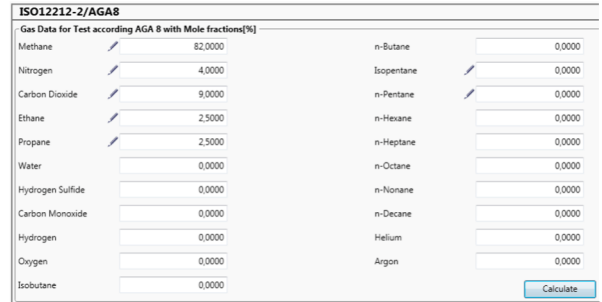 ISO12212-2/AGA8
Gas Data for Test according AGA 8 with Mole fractions[%]
Methane 82,0000
Nitrogen 4,0000
Carbon Dioxide 9,0000
Ethane 2,5000
Propane 2,5000
Water 0,0000
Hydrogen Sulfide 0,0000
Carbon Monoxide 0,0000
Hydrogen 0,0000
Oxygen 0,0000
Isobutane 0,0000
n-Butane 0,0000
Isopentane 0,0000
n-Pentane 0,0000
n-Hexane 0,0000
n-Heptane 0,0000
n-Octane 0,0000
n-Nonane 0,0000
n-Decane 0,0000
Helium 0,0000
Argon 0,0000
Calculate